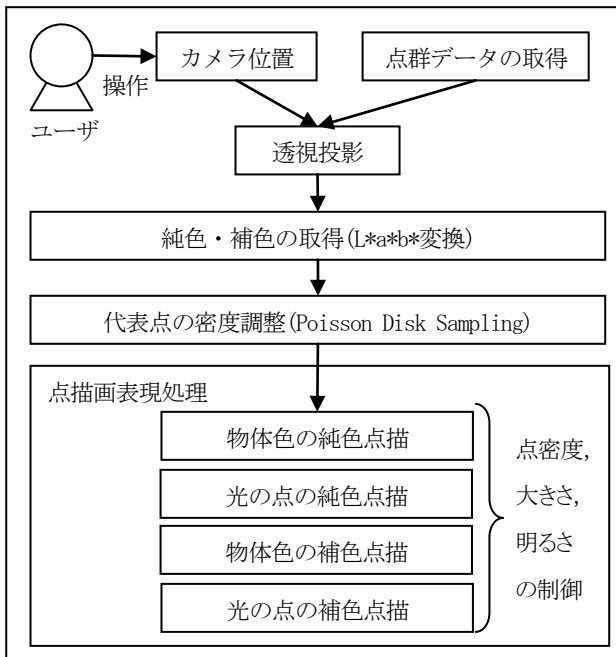 カメラ位置
点群データの取得
操作
ユーザ
透視投影
純色・補色の取得(L*a*b*変換)
代表点の密度調整(Poisson Disk Sampling)
点描画表現処理
物体色の純色点描
光の点の純色点描
物体色の補色点描
光の点の補色点描
点密度,
大きさ,
明るさ
の制御